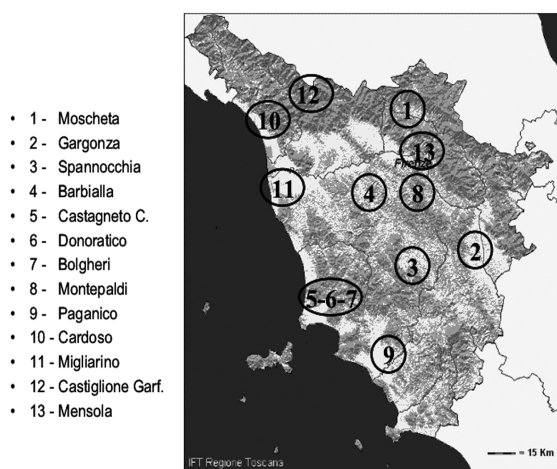 • 1 - Moscheta
• 2 - Gargonza
• 3 - Spannocchia
• 4 - Barbialla
• 5 - Castagneto C.
• 6 - Donoratico
• 7 - Bolgheri
• 8 - Montepaldi
• 9 - Paganico
• 10 - Cardoso
• 11 - Migliarino
• 12 - Castiglione Garf.
• 13 - Mensola
12
1
10
13
Firenze
11
4
8
2
3
5-6-7
9
= 15 Km
IFT Regione Toscana